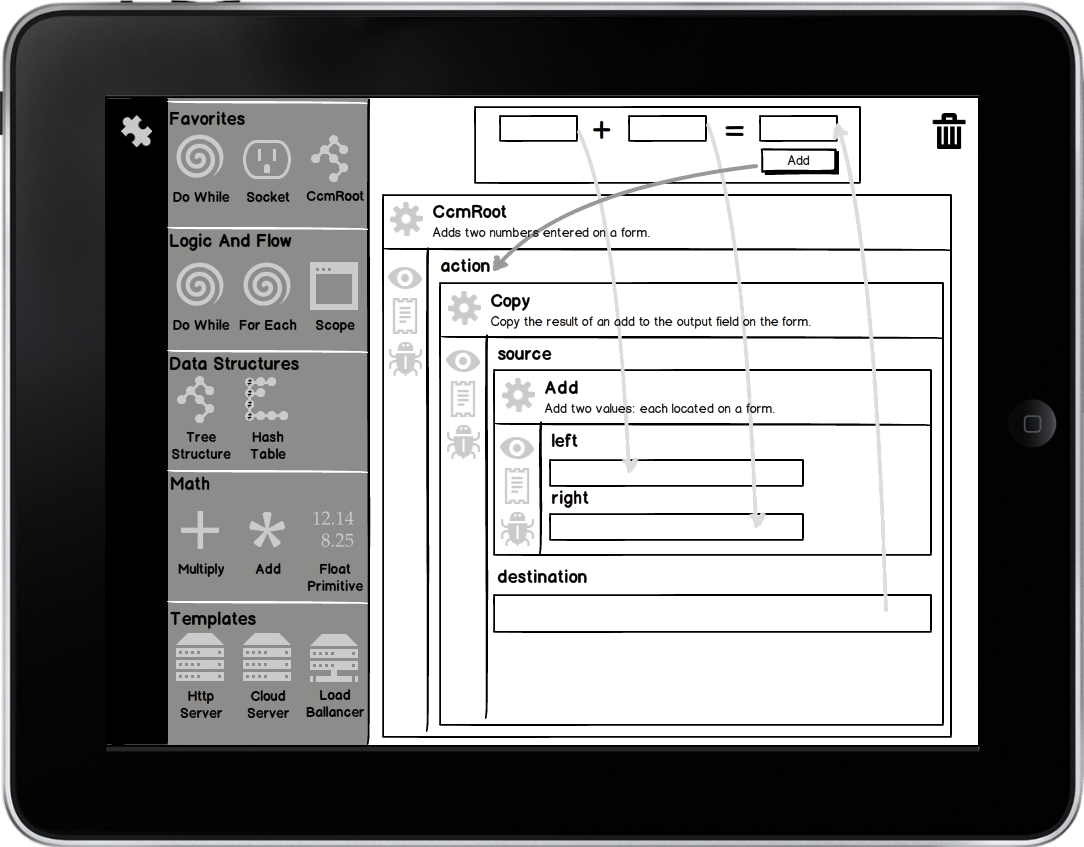 Favorites
Do While Socket CcmRoot
Logic And Flow
Do While For Each Scope
Data Structures
#
#
#
#
Tree Hash
Structure Table
Math
12.14
8.25
Multiply Add Float
Primitive
Templates
Http Cloud Load
Server Server Ballancer
+ =
Add
CcmRoot
Adds two numbers entered on a form.
action
Copy
Copy the result of an add to the output field on the form.
source
Add
Add two values: each located on a form.
left
right
destination